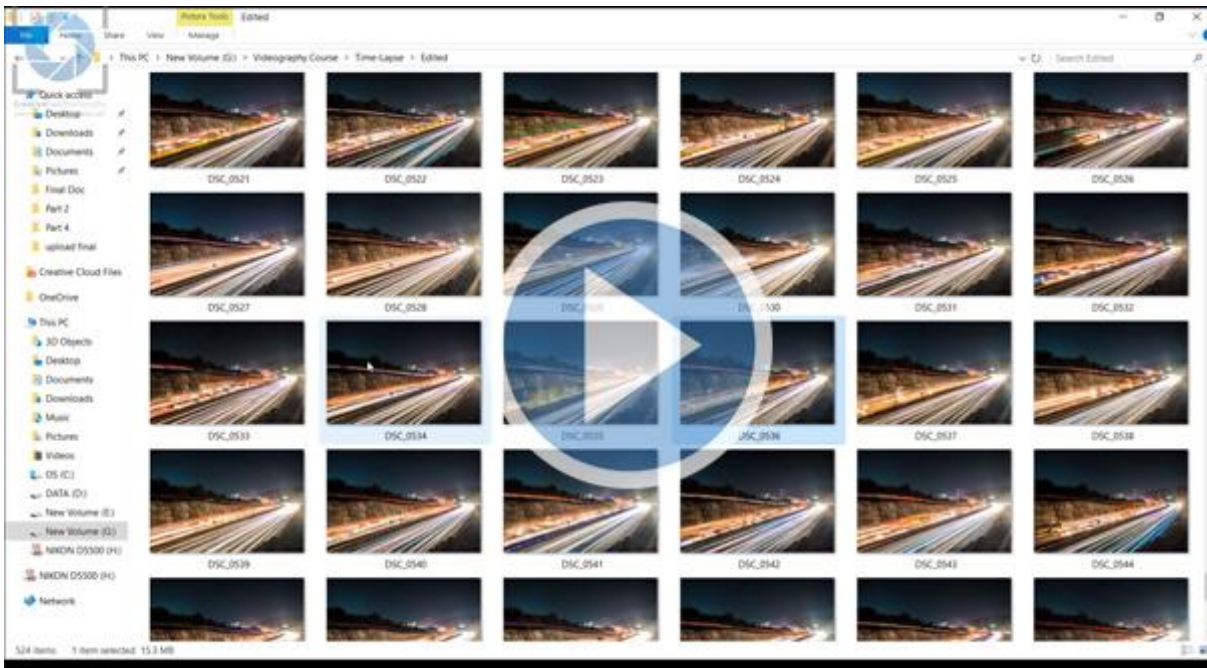 Picture Tools Edited
File Home Share View Manage
This PC > New Volume (G:) > Videography Course > Time-Lapse > Edited
Search Edited
Quick access
Desktop
Downloads
Documents
Pictures
Final Doc
Part 2
Part 4
upload final
Creative Cloud Files
OneDrive
This PC
3D Objects
Desktop
Documents
Downloads
Music
Pictures
Videos
OS (C:)
DATA (D:)
New Volume (E:)
New Volume (G:)
NIKON D5500 (H:)
NIKON D5500 (H:)
Network
DSC_0521 DSC_0522 DSC_0523 DSC_0524 DSC_0525 DSC_0526
DSC_0527 DSC_0528 DSC_0531 DSC_0532
DSC_0533 DSC_0534 DSC_0535 DSC_0536 DSC_0537 DSC_0538
DSC_0539 DSC_0540 DSC_0541 DSC_0542 DSC_0543 DSC_0544
524 items 1 item selected 15.3 MB